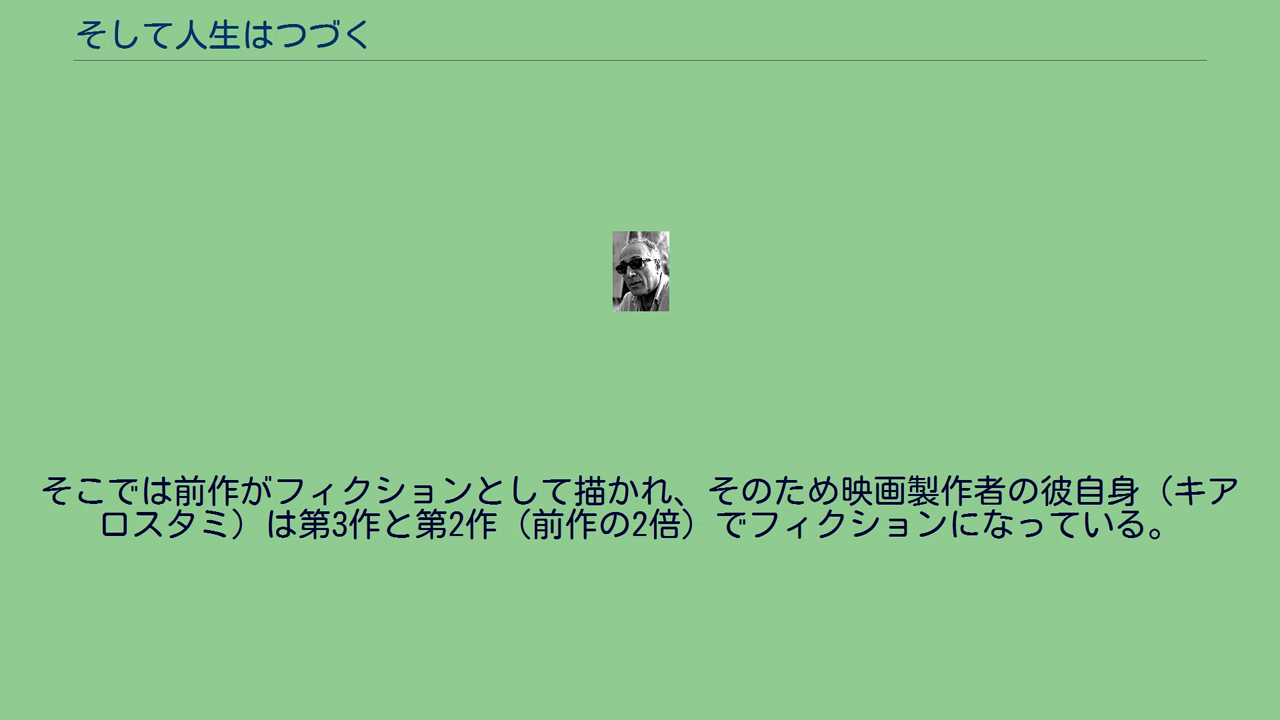 そして人生はつづく
そこでは前作がフィクションとして描かれ、そのため映画製作者の彼自身（キア
ロスタミ）は第3作と第2作（前作の2倍）でフィクションになっている。